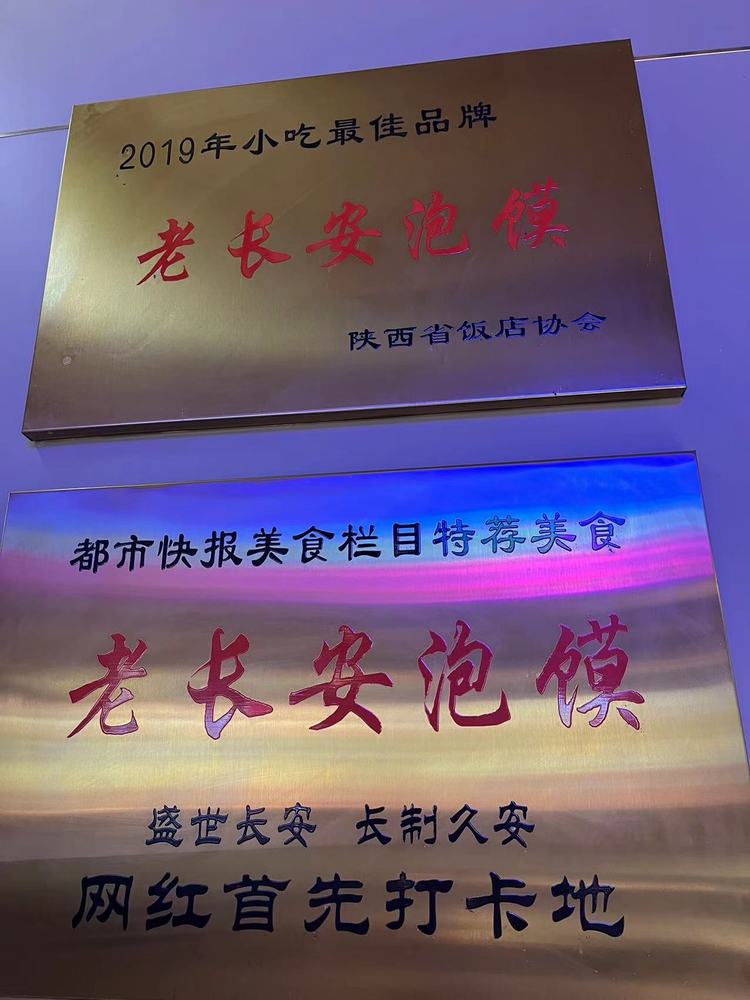 2019年小吃最佳品牌
老长安泡馍
陕西省饭店协会
都市快报美食栏目特荐美食
老长安泡馍
盛世长安 长制久安
网红首先打卡地